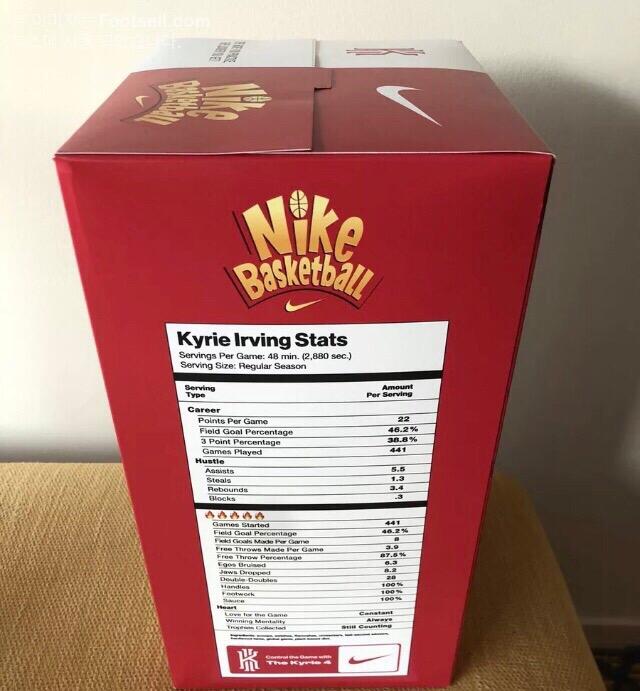 Footsell.com
Nike
Basketball
Nike
Basketball
Kyrie Irving Stats
Servings Per Game: 48 min. (2,880 sec.)
Serving Size: Regular Season
Serving Type Amount Per Serving
Career
Points Per Game 22
Field Goal Percentage 46.2%
3 Point Percentage 38.8%
Games Played 441
Hustle
Assists 5.5
Steals 1.3
Rebounds 3.4
Blocks .3
🔥🔥🔥🔥🔥
Games Started 441
Field Goal Percentage 46.2%
Field Goals Made Per Game 8
Free Throws Made Per Game 3.9
Free Throw Percentage 87.5%
Egos Bruised 6.3
Jaws Dropped 8.2
Double-Doubles 28
Handles 100%
Footwork 100%
Sauce 100%
Heart
Love for the Game Constant
Winning Mentality Always
Trophies Collected Still Counting
Control the Game with
The Kyrie 4